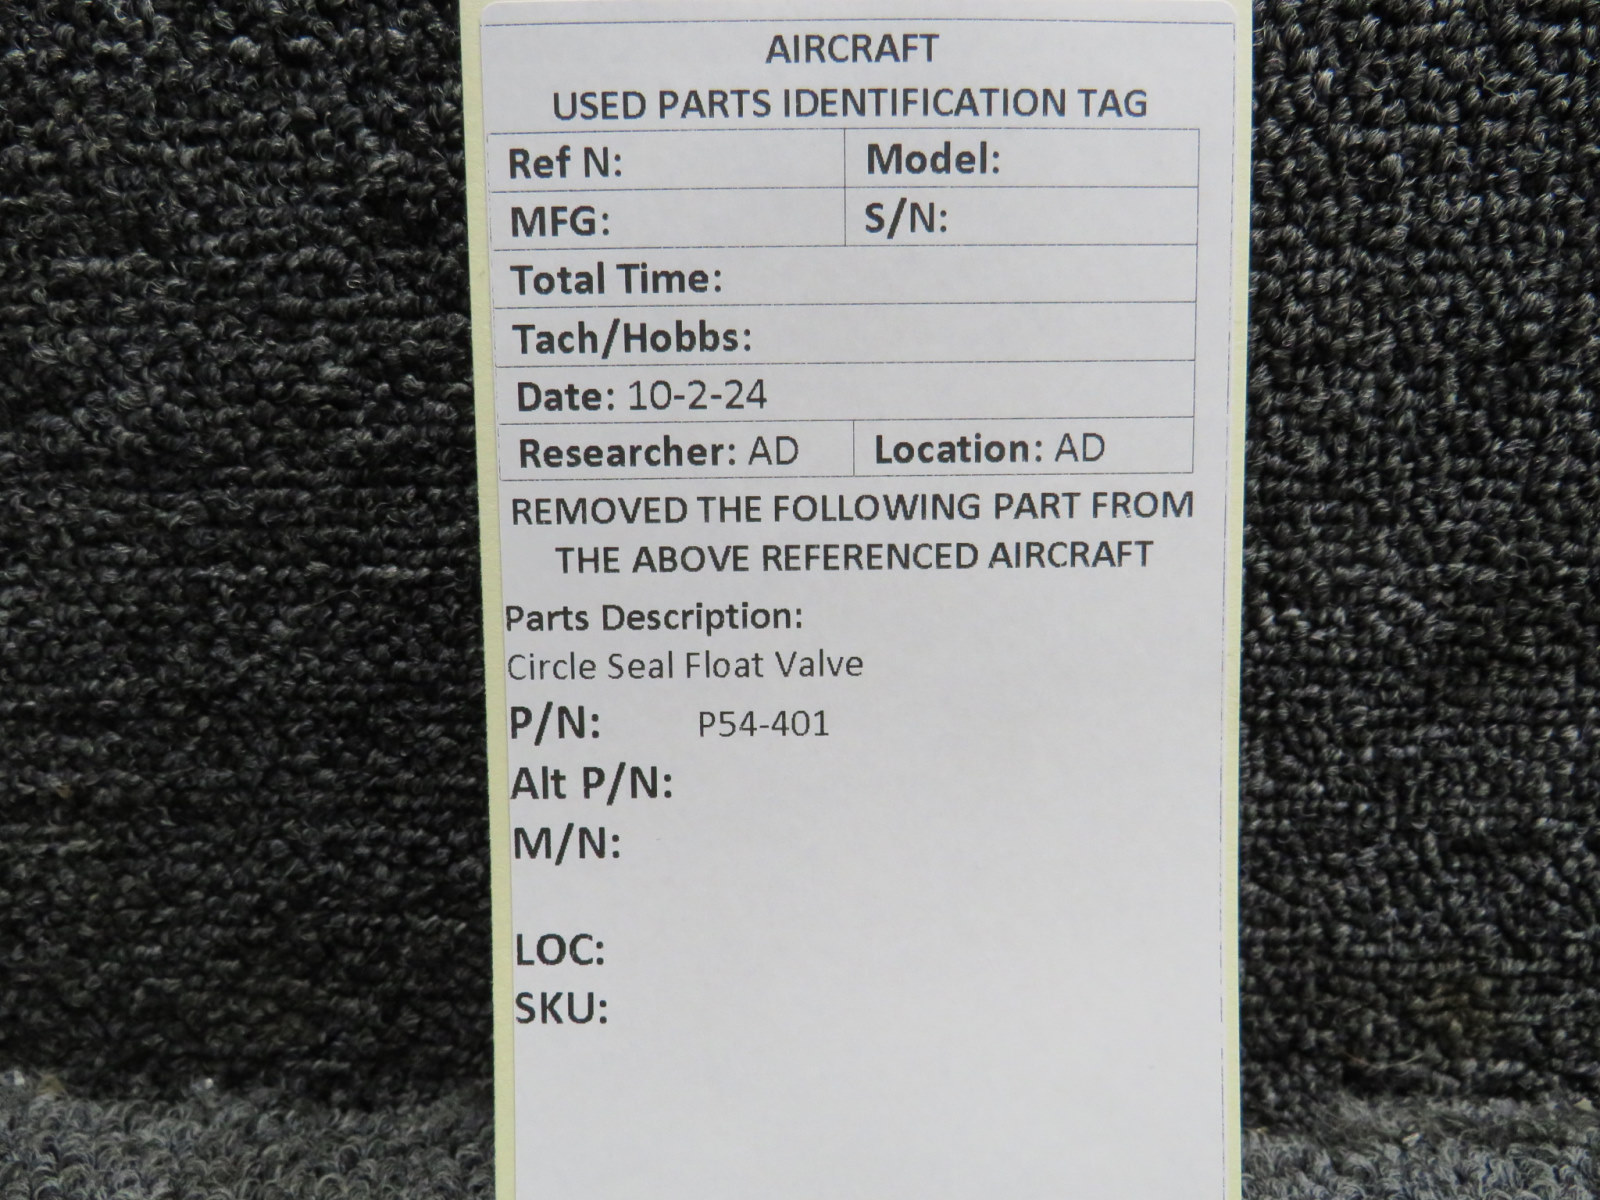 AIRCRAFT
USED PARTS IDENTIFICATION TAG
Ref N: Model:
MFG: S/N:
Total Time:
Tach/Hobbs:
Date: 10-2-24
Researcher: AD Location: AD
REMOVED THE FOLLOWING PART FROM
THE ABOVE REFERENCED AIRCRAFT
Parts Description:
Circle Seal Float Valve
P/N: P54-401
Alt P/N:
M/N:
LOC:
SKU: